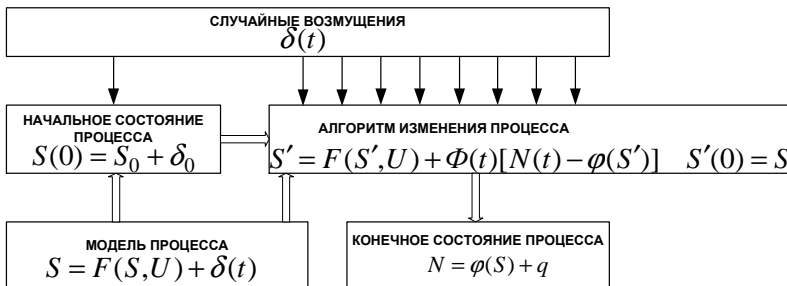 СЛУЧАЙНЫЕ ВОЗМУЩЕНИЯ
δ(t)
НАЧАЛЬНОЕ СОСТОЯНИЕ
ПРОЦЕССА
S(0) = S₀ + δ₀
АЛГОРИТМ ИЗМЕНЕНИЯ ПРОЦЕССА
S′ = F(S′,U) + Φ(t)[N(t) − φ(S′)] S′(0) = S
МОДЕЛЬ ПРОЦЕССА
S = F(S,U) + δ(t)
КОНЕЧНОЕ СОСТОЯНИЕ ПРОЦЕССА
N = φ(S) + q